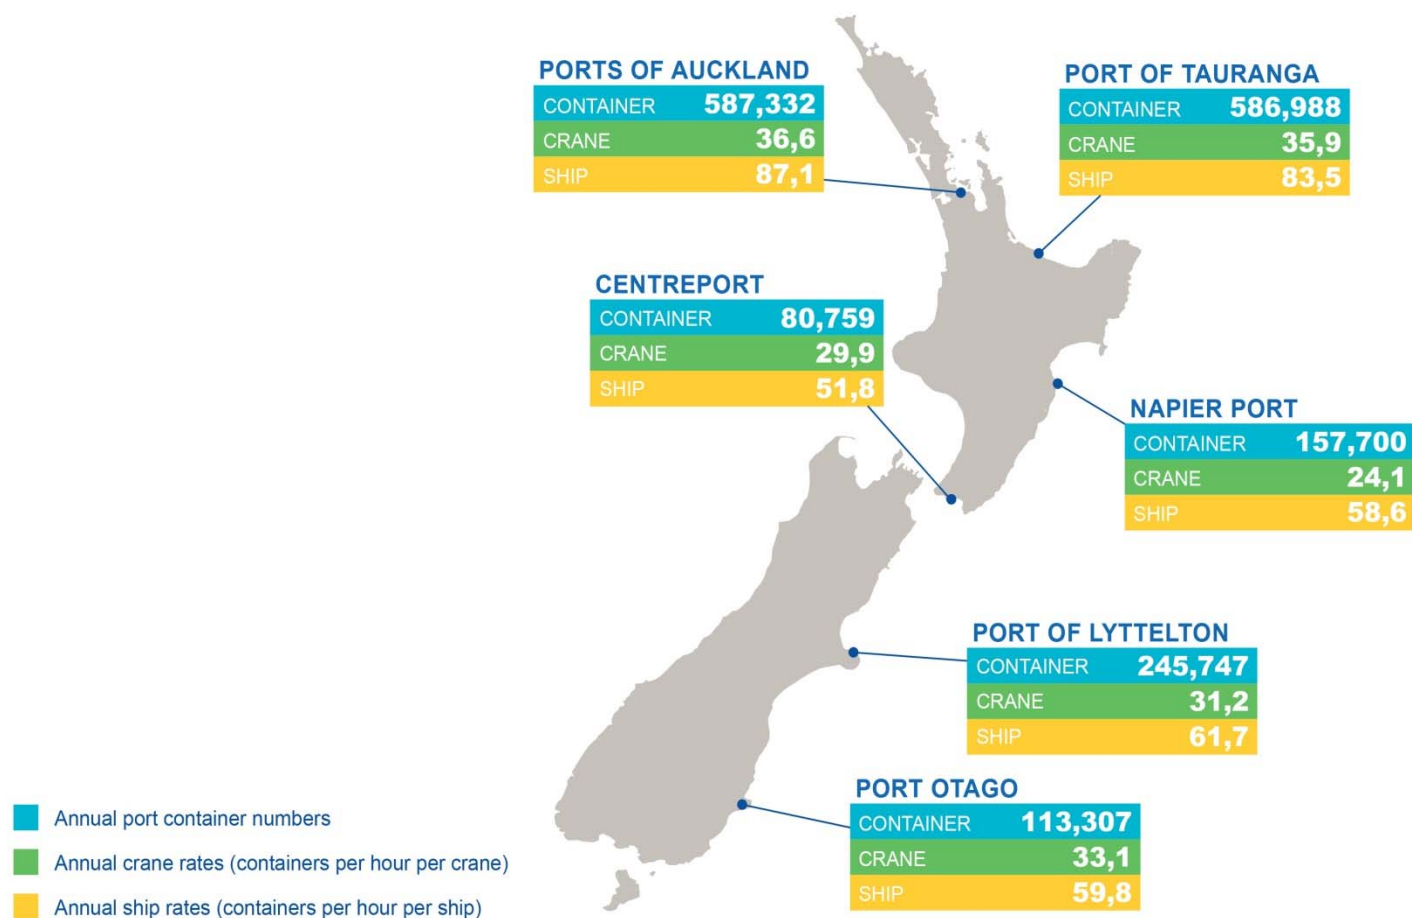 PORTS OF AUCKLAND
CONTAINER 587,332
CRANE 36,6
SHIP 87,1
PORT OF TAURANGA
CONTAINER 586,988
CRANE 35,9
SHIP 83,5
CENTREPORT
CONTAINER 80,759
CRANE 29,9
SHIP 51,8
NAPIER PORT
CONTAINER 157,700
CRANE 24,1
SHIP 58,6
PORT OF LYTTELTON
CONTAINER 245,747
CRANE 31,2
SHIP 61,7
PORT OTAGO
CONTAINER 113,307
CRANE 33,1
SHIP 59,8
Annual port container numbers
Annual crane rates (containers per hour per crane)
Annual ship rates (containers per hour per ship)